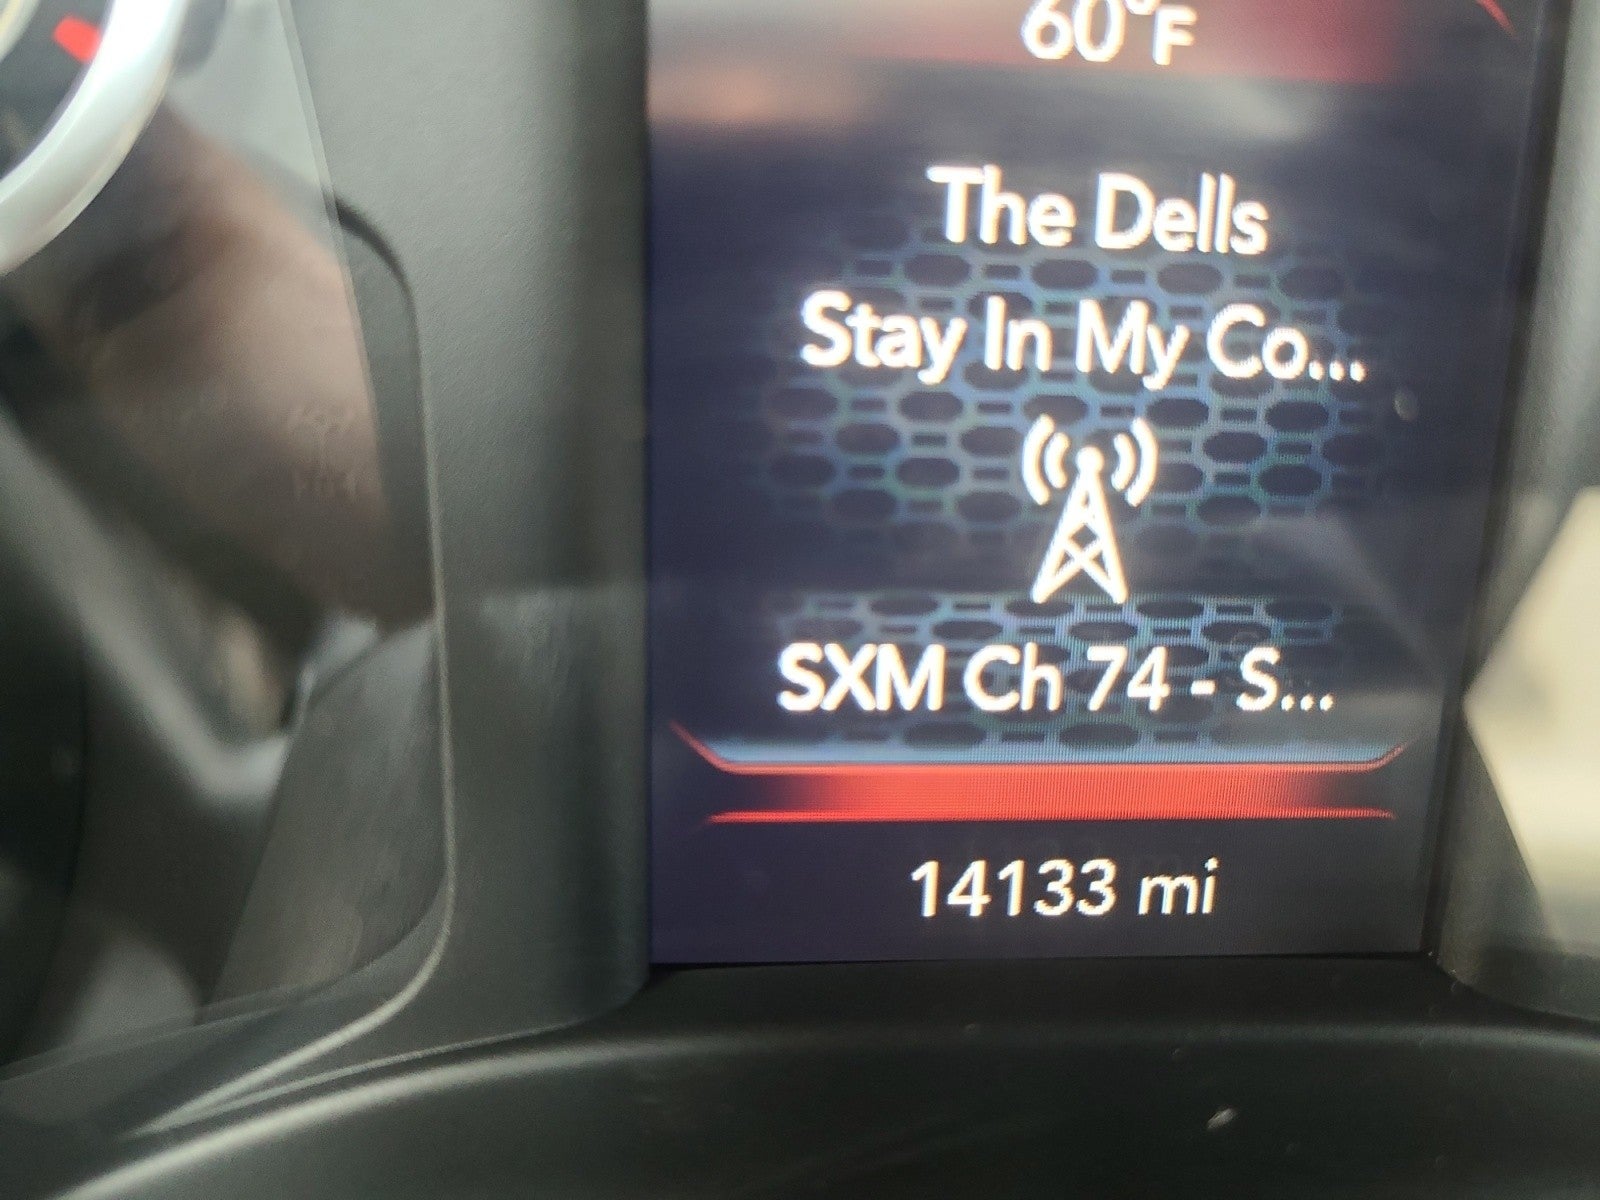 60°F
The Dells
Stay In My Co...
SXM Ch 74 - S...
14133 mi